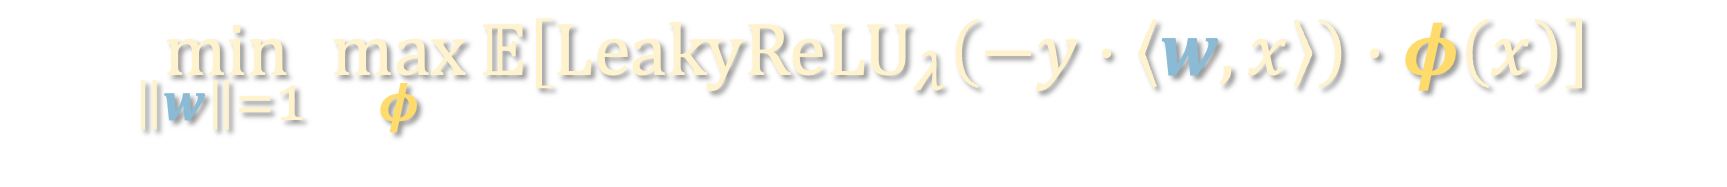 min max 𝔼[LeakyReLU_λ(−y · ⟨w, x⟩) · ϕ(x)]
‖w‖=1 ϕ